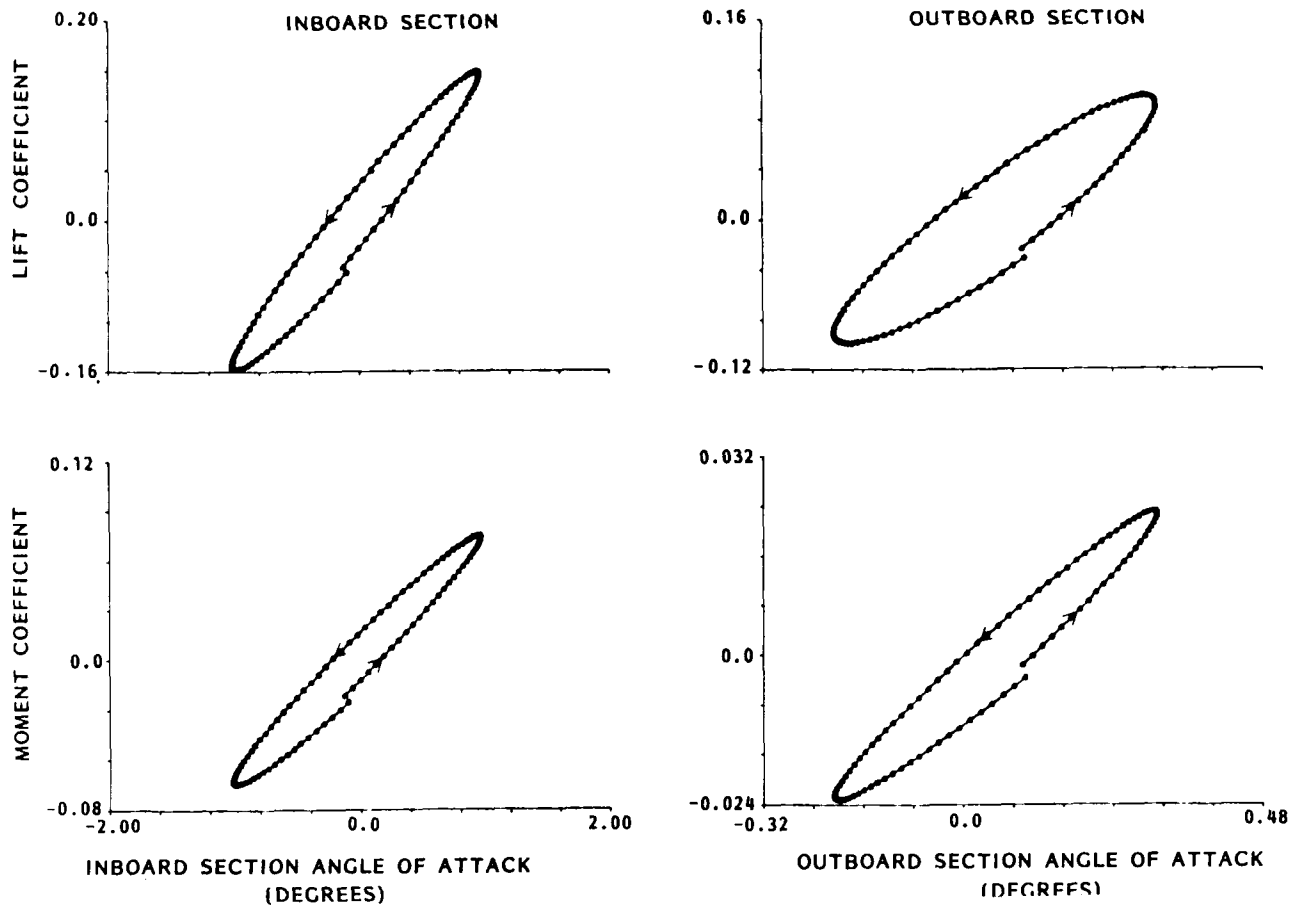 INBOARD SECTION
OUTBOARD SECTION
0.20
0.0
-0.16
LIFT COEFFICIENT
0.16
0.0
-0.12
0.12
0.0
-0.08
MOMENT COEFFICIENT
-2.00
0.0
2.00
INBOARD SECTION ANGLE OF ATTACK
(DEGREES)
0.032
0.0
-0.024
-0.32
0.0
0.48
OUTBOARD SECTION ANGLE OF ATTACK
(DEGREES)